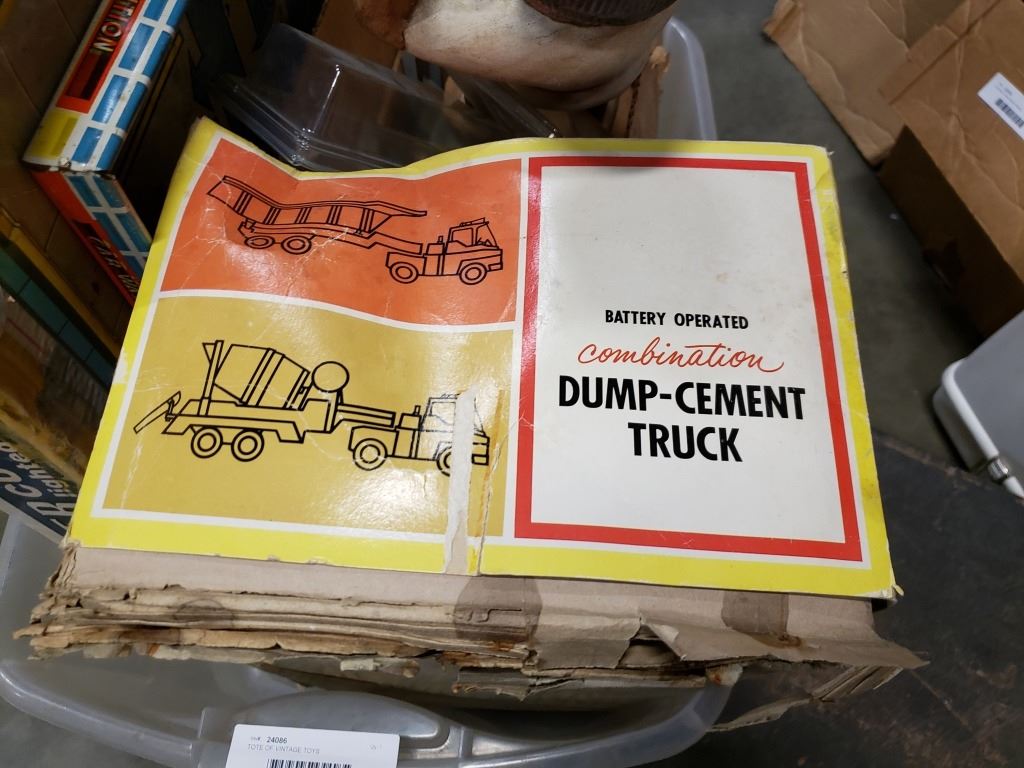 BATTERY OPERATED
combination
DUMP-CEMENT
TRUCK
24086
TOTE OF VINTAGE TOYS